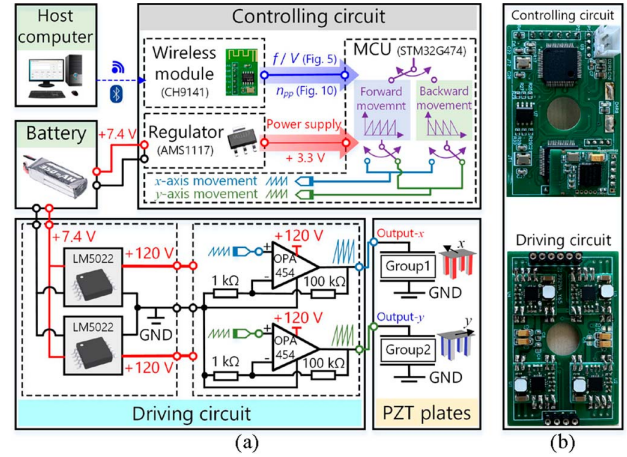 Host
computer
Battery
+7.4 V
Controlling circuit
Wireless
module
(CH9141)
f / V (Fig. 5)
nPP (Fig. 10)
MCU (STM32G474)
Forward
movemnt
Backward
movement
Regulator
(AMS1117)
Power supply
+ 3.3 V
x-axis movement
y-axis movement
+7.4 V
LM5022
+120 V
LM5022
+120 V
GND
+120 V
+
-
OPA
454
1 kΩ
100 kΩ
+120 V
+
-
OPA
454
1 kΩ
100 kΩ
Driving circuit
Output-x
Group1
x
GND
Output-y
Group2
y
GND
PZT plates
(a)
Controlling circuit
Driving circuit
(b)